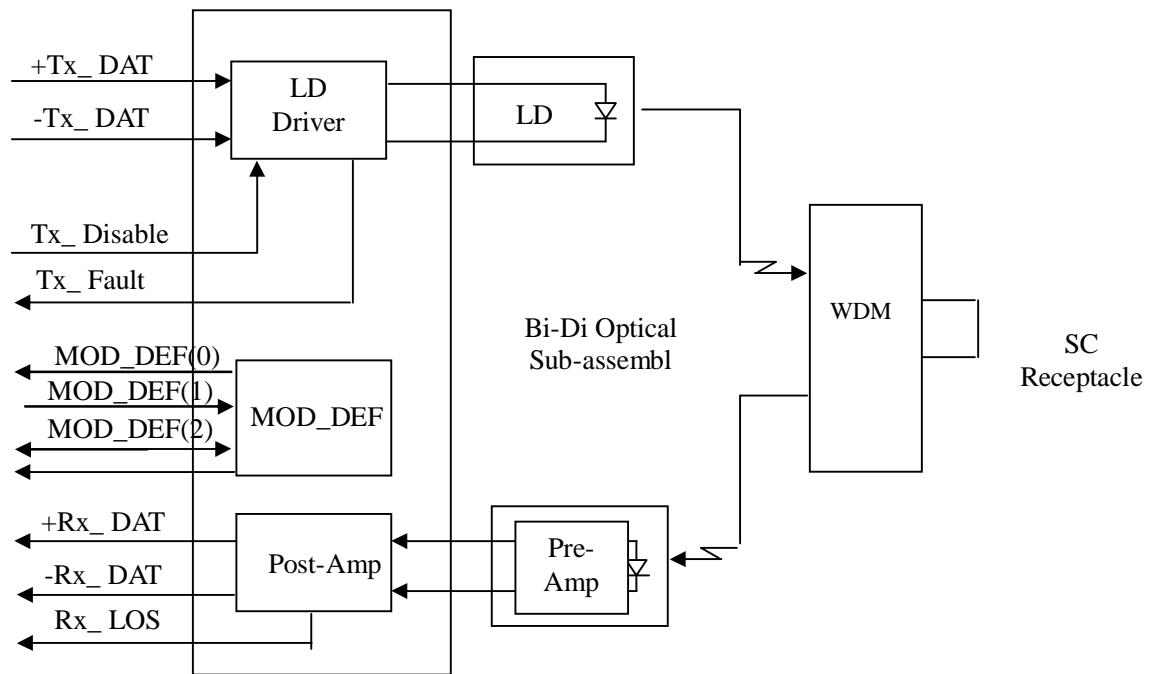 +Tx_ DAT
-Tx_ DAT
Tx_ Disable
Tx_ Fault
LD
Driver
LD
MOD_DEF(0)
MOD_DEF(1)
MOD_DEF(2)
MOD_DEF
Bi-Di Optical
Sub-assembl
WDM
SC
Receptacle
+Rx_ DAT
-Rx_ DAT
Rx_ LOS
Post-Amp
Pre-
Amp